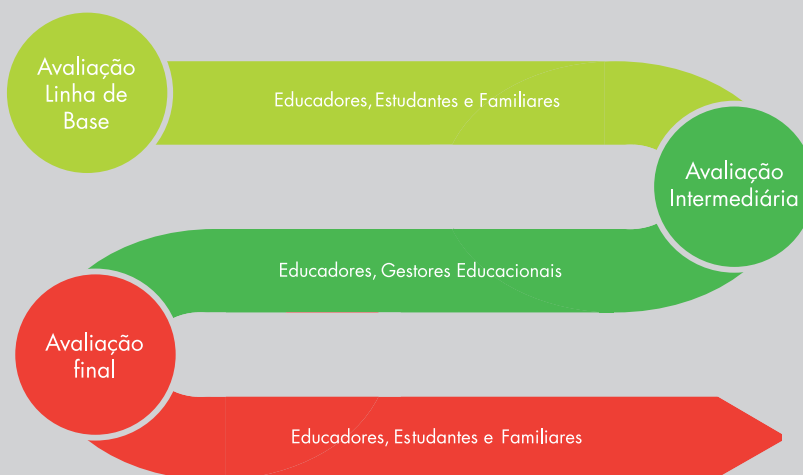 Avaliação
Linha de
Base
Educadores, Estudantes e Familiares
Avaliação
Intermediária
Educadores, Gestores Educacionais
Avaliação
final
Educadores, Estudantes e Familiares